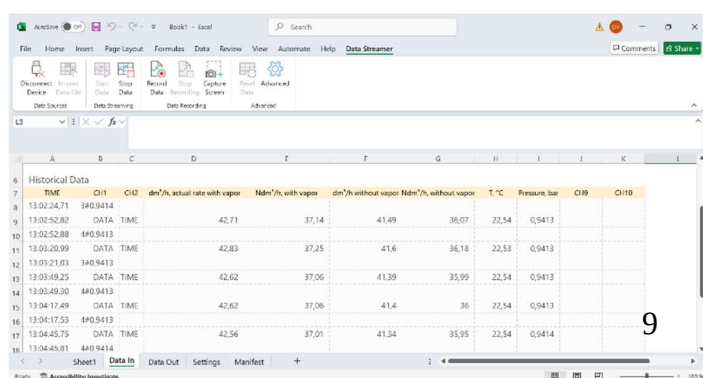 AutoSave Off Book1 - Excel Search
File Home Insert Page Layout Formulas Data Review View Automate Help Data Streamer Comments Share
Disconnect Device Import Data File Start Data Stop Data Record Data Stop Recording Capture Screen Reset Data Advanced
Data Sources Data Streaming Data Recording Advanced
L3 fx
A B C D E F G H I J K L
6 Historical Data
7 TIME CH1 CH2 dm³/h, actual rate with vapor Ndm³/h, with vapor dm³/h without vapor Ndm³/h, without vapor T, °C Pressure, bar CH9 CH10
8 13:02:24,71 3#0.9414
9 13:02:52,82 DATA TIME 42,71 37,14 41,49 36,07 22,54 0,9413
10 13:02:52,88 4#0.9413
11 13:03:20,99 DATA TIME 42,83 37,25 41,6 36,18 22,53 0,9413
12 13:03:21,03 3#0.9413
13 13:03:49,25 DATA TIME 42,62 37,06 41,39 35,99 22,54 0,9413
14 13:03:49,30 4#0.9413
15 13:04:17,49 DATA TIME 42,62 37,06 41,4 36 22,54 0,9413
16 13:04:17,53 4#0.9413
17 13:04:45,75 DATA TIME 42,56 37,01 41,34 35,95 22,54 0,9414
9
18 13:04:45,81 4#0.9413
Sheet1 Data In Data Out Settings Manifest +
Ready Accessibility: Investigate 100 %